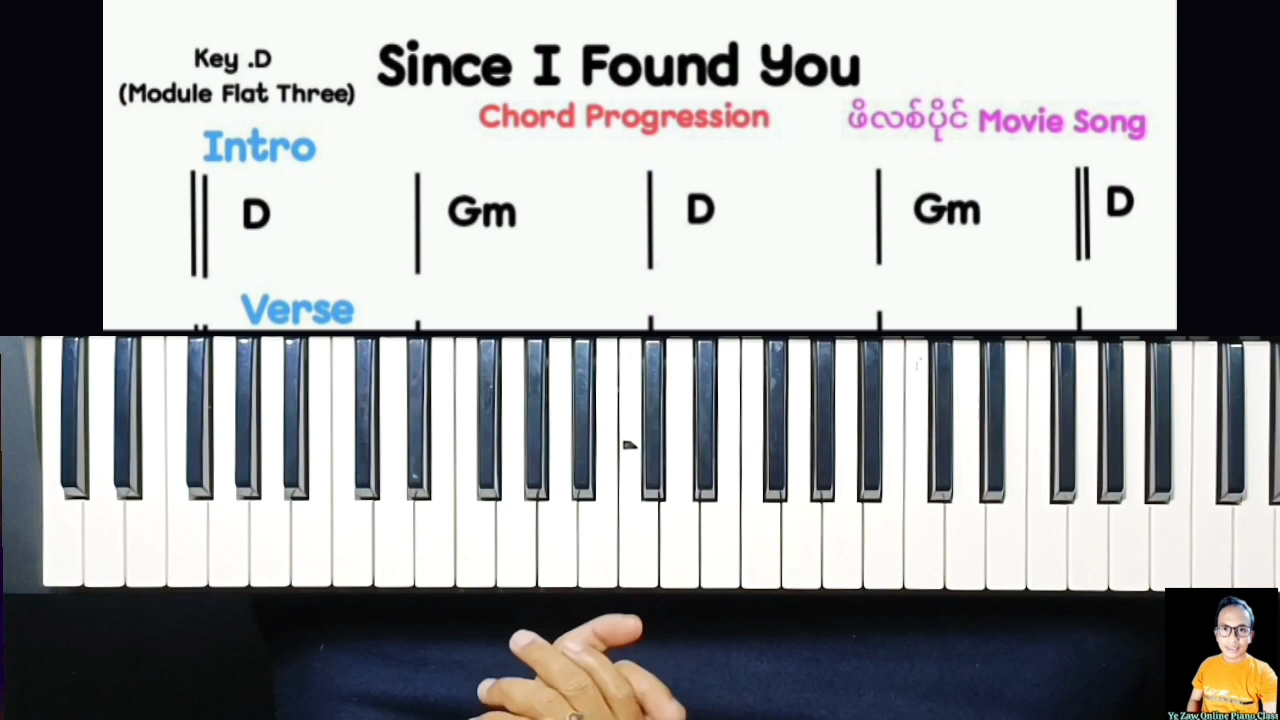 Key .D
Since I Found You
(Module Flat Three)
Chord Progression
ဖိလစ်ပိုင် Movie Song
Intro
D Gm D Gm D
Verse
Ye Zaw Online Piano Class